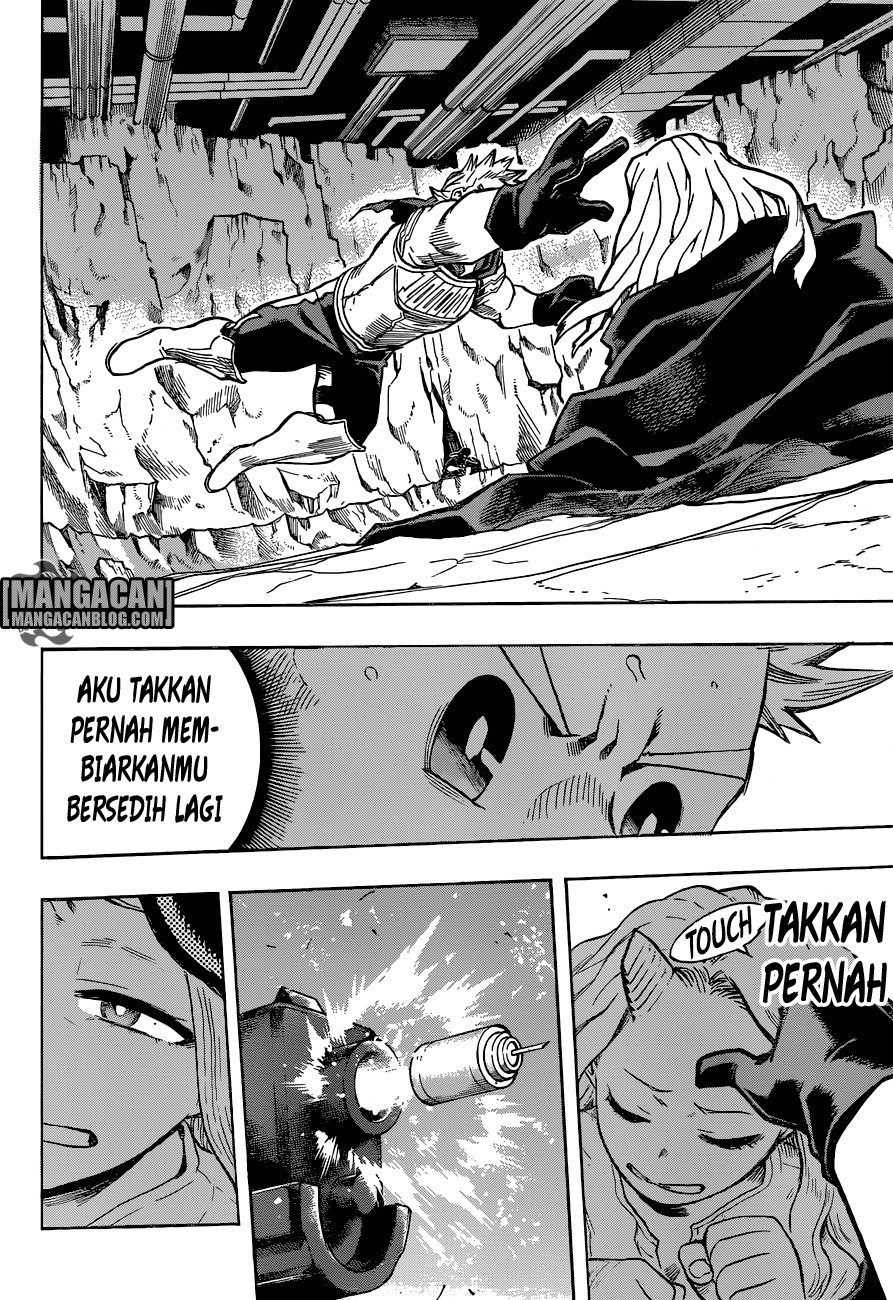 [MANGACAN]
MANGACANBLOG.COM
AKU TAKKAN
PERNAH MEM-
BIARKANMU
BERSEDIH LAGI
TOUCH
TAKKAN
PERNAH